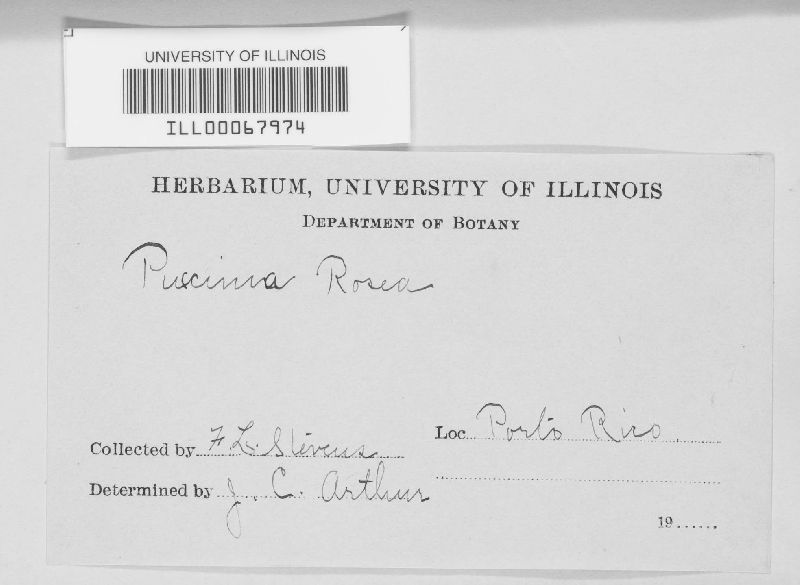 UNIVERSITY OF ILLINOIS
ILL00067974
HERBARIUM, UNIVERSITY OF ILLINOIS
DEPARTMENT OF BOTANY
Puccinia Rosea
Collected by F. L. Stevens
Loc. Porto Rico
Determined by J. C. Arthur
19......